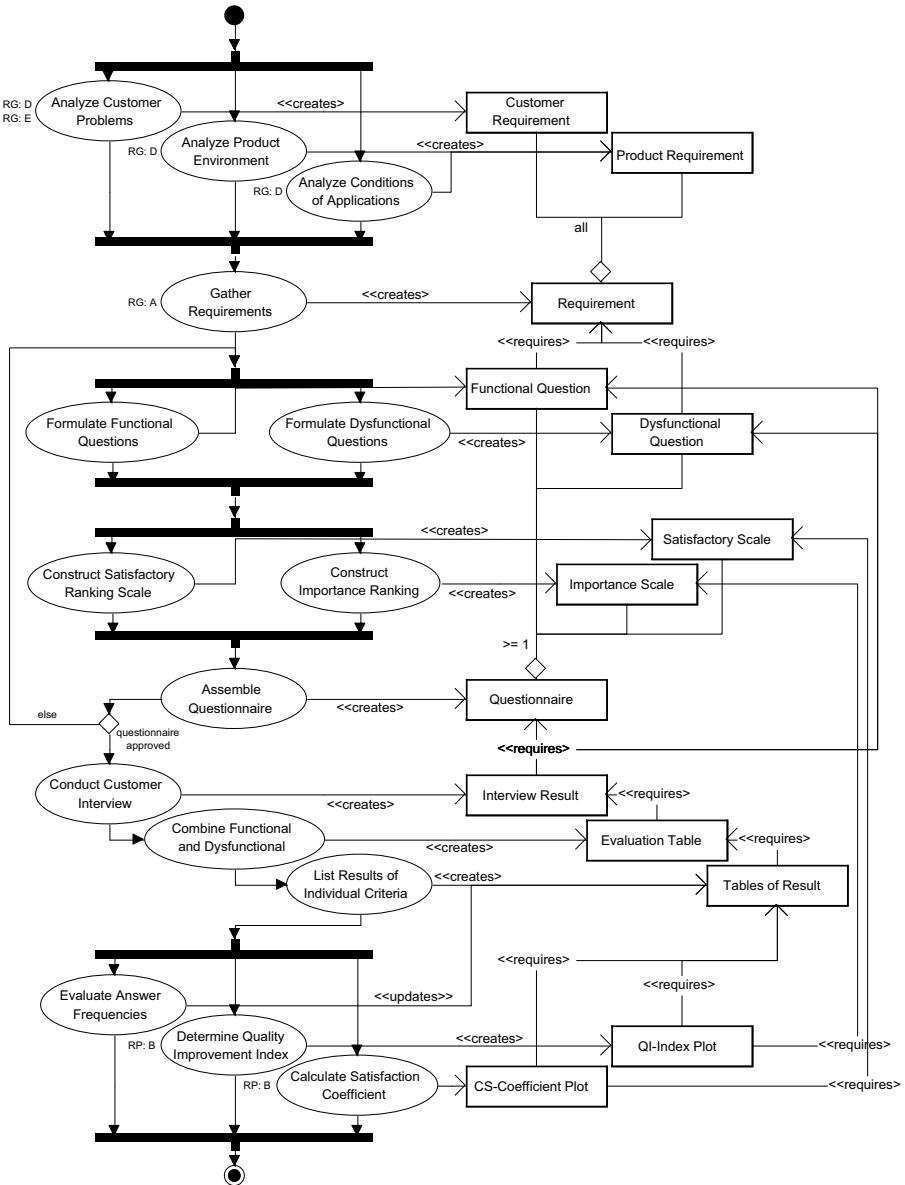 RG: D
RG: E
Analyze Customer
Problems
<<creates>
Customer
Requirement
RG: D
Analyze Product
Environment
<<creates>
Product Requirement
RG: D
Analyze Conditions
of Applications
all
RG: A
Gather
Requirements
<<creates>
Requirement
<<requires>
<<requires>
Functional Question
Formulate Functional
Questions
Formulate Dysfunctional
Questions
<<creates>
Dysfunctional
Question
<<creates>
Satisfactory Scale
Construct Satisfactory
Ranking Scale
Construct
Importance Ranking
<<creates>
Importance Scale
>= 1
Assemble
Questionnaire
<<creates>
Questionnaire
else
questionnaire
approved
<<requires>
Conduct Customer
Interview
<<creates>
Interview Result
<<requires>
Combine Functional
and Dysfunctional
<<creates>
Evaluation Table
<<requires>
List Results of
Individual Criteria
<<creates>
Tables of Result
<<requires>
<<requires>
Evaluate Answer
Frequencies
<<updates>>
RP: B
Determine Quality
Improvement Index
<<creates>
QI-Index Plot
<<requires>
RP: B
Calculate Satisfaction
Coefficient
CS-Coefficient Plot
<<requires>